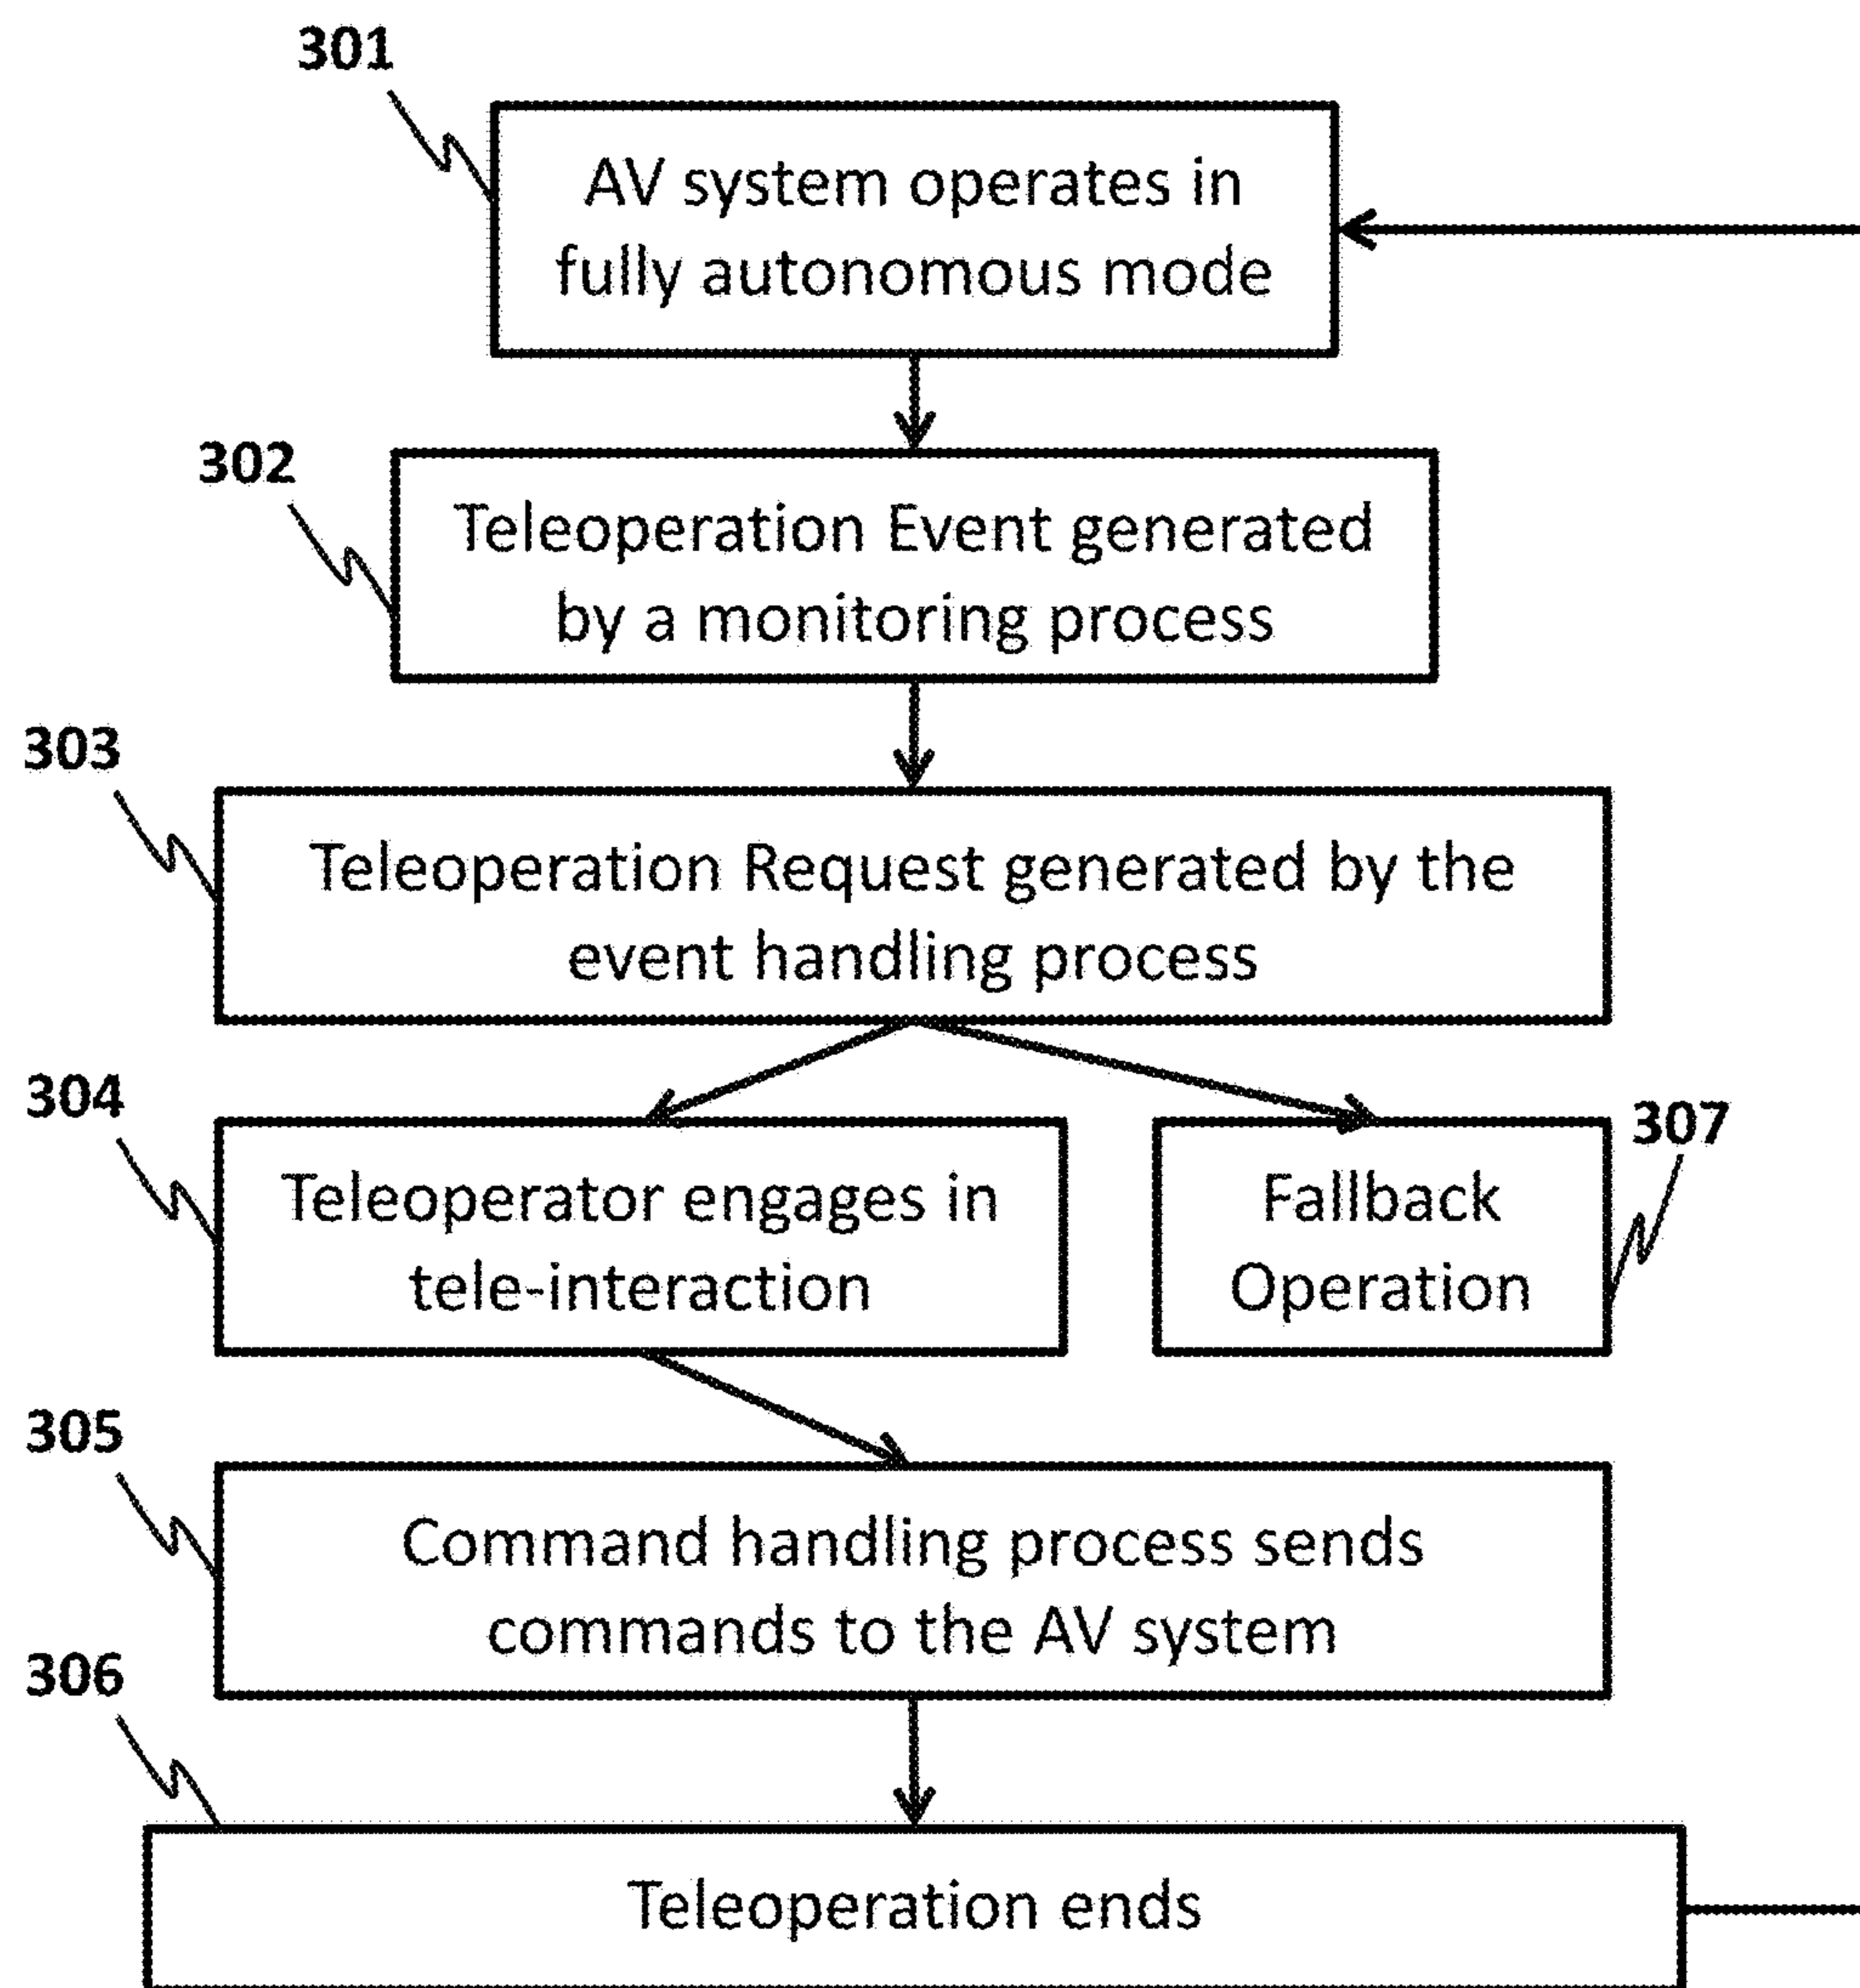 301
AV system operates in
fully autonomous mode
302
Teleoperation Event generated
by a monitoring process
303
Teleoperation Request generated by the
event handling process
304
Teleoperator engages in
tele-interaction
307
Fallback
Operation
305
Command handling process sends
commands to the AV system
306
Teleoperation ends